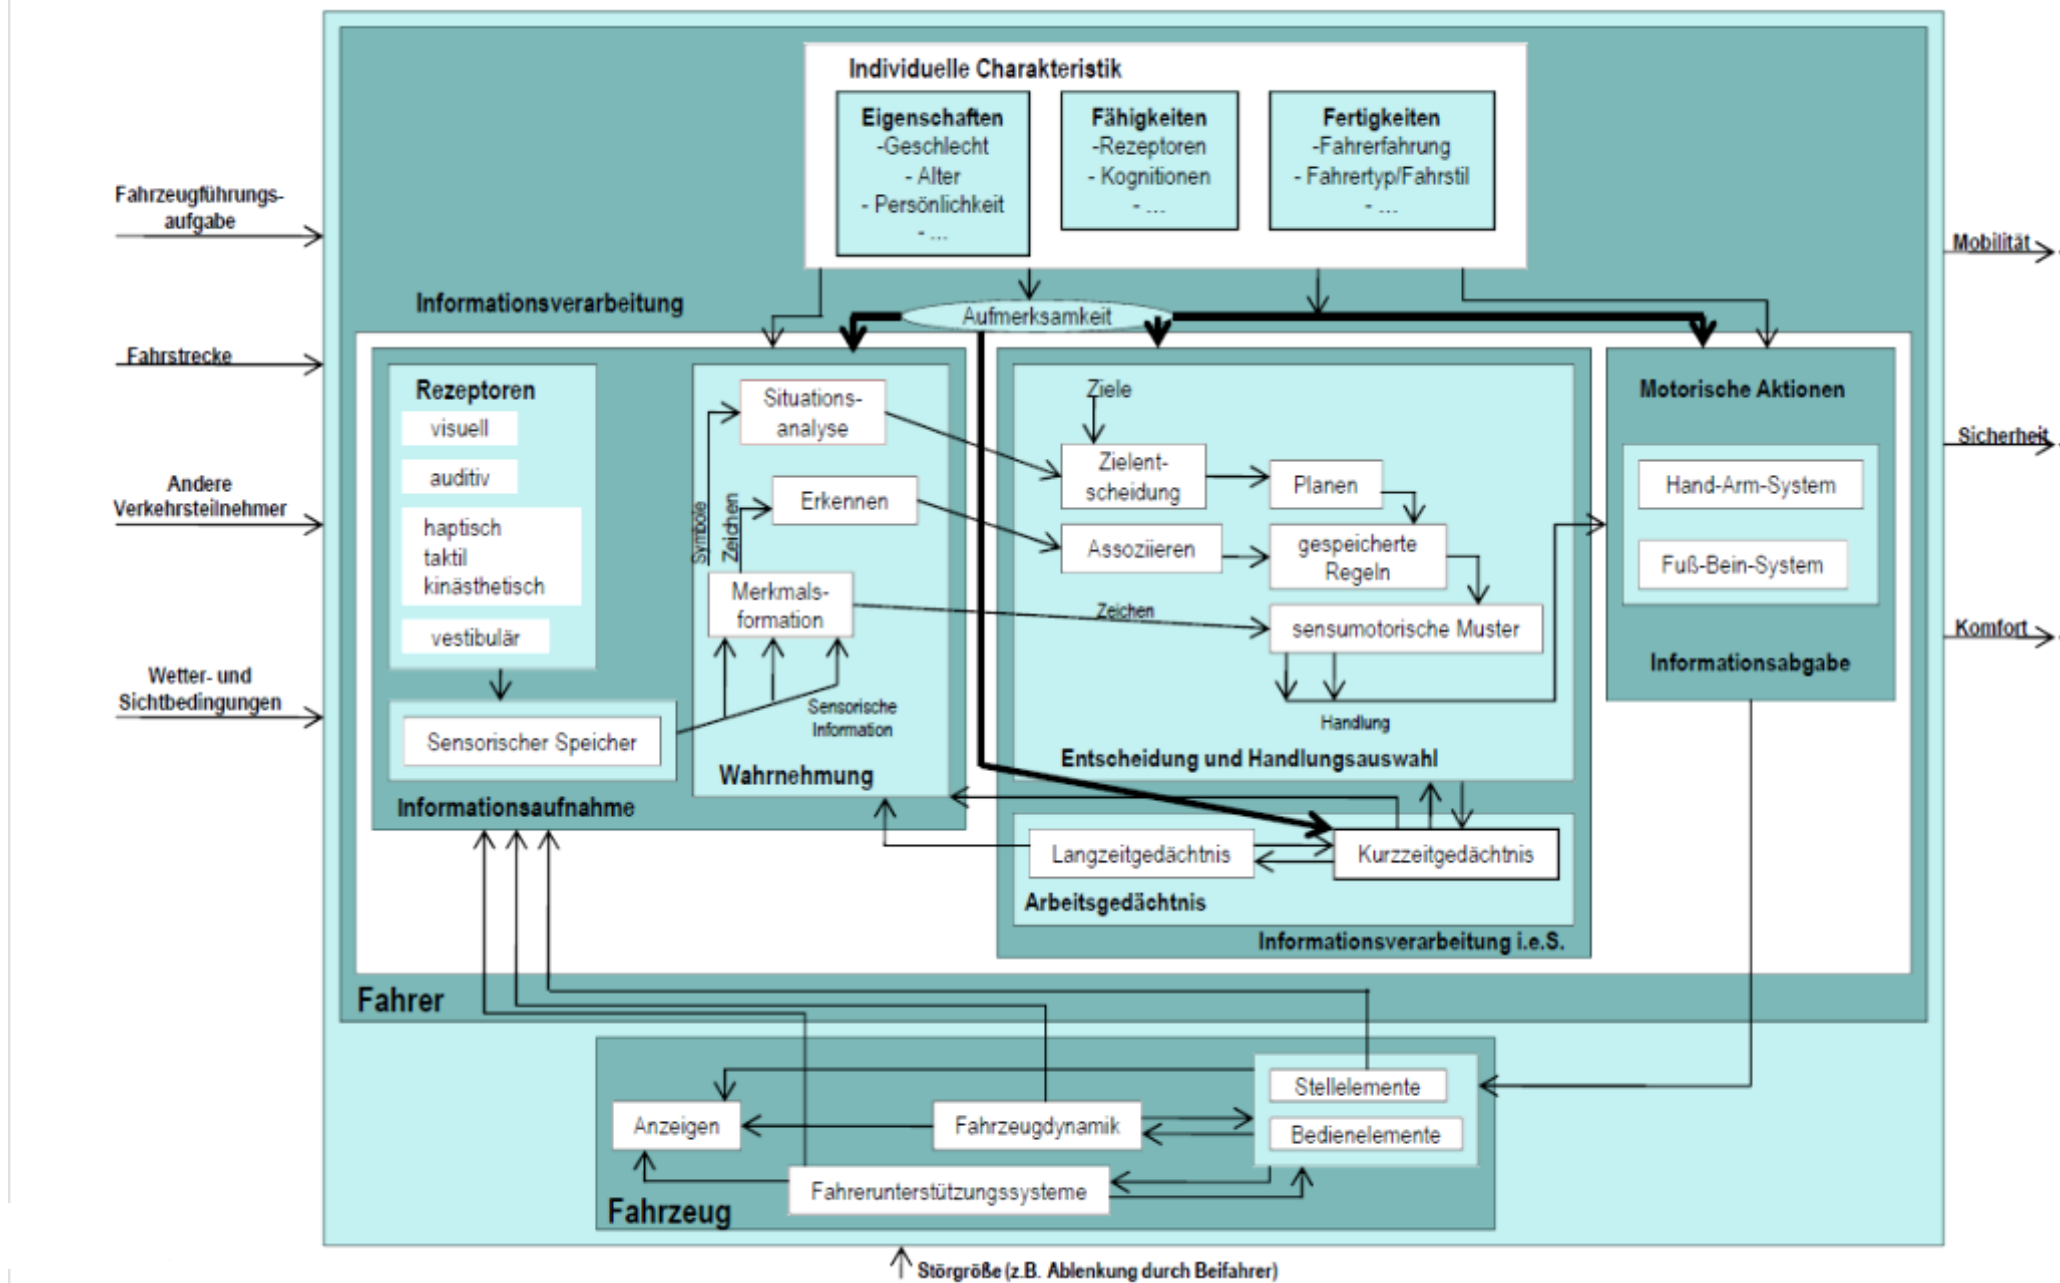 Individuelle Charakteristik
Eigenschaften
-Geschlecht
- Alter
- Persönlichkeit
- ...
Fähigkeiten
-Rezeptoren
- Kognitionen
- ...
Fertigkeiten
-Fahrerfahrung
- Fahrertyp/Fahrstil
- ...
Fahrzeugführungs-
aufgabe
Fahrstrecke
Andere
Verkehrsteilnehmer
Wetter- und
Sichtbedingungen
Mobilität
Sicherheit
Komfort
Informationsverarbeitung
Aufmerksamkeit
Rezeptoren
visuell
auditiv
haptisch
taktil
kinästhetisch
vestibulär
Sensorischer Speicher
Informationsaufnahme
Situations-
analyse
Symbole
Zeichen
Erkennen
Merkmals-
formation
Sensorische
Information
Wahrnehmung
Ziele
Zielent-
scheidung
Planen
Assoziieren
gespeicherte
Regeln
Zeichen
sensumotorische Muster
Handlung
Entscheidung und Handlungsauswahl
Langzeitgedächtnis
Kurzzeitgedächtnis
Arbeitsgedächtnis
Informationsverarbeitung i.e.S.
Motorische Aktionen
Hand-Arm-System
Fuß-Bein-System
Informationsabgabe
Fahrer
Stellelemente
Anzeigen
Fahrzeugdynamik
Bedienelemente
Fahrerunterstützungssysteme
Fahrzeug
Störgröße (z.B. Ablenkung durch Beifahrer)